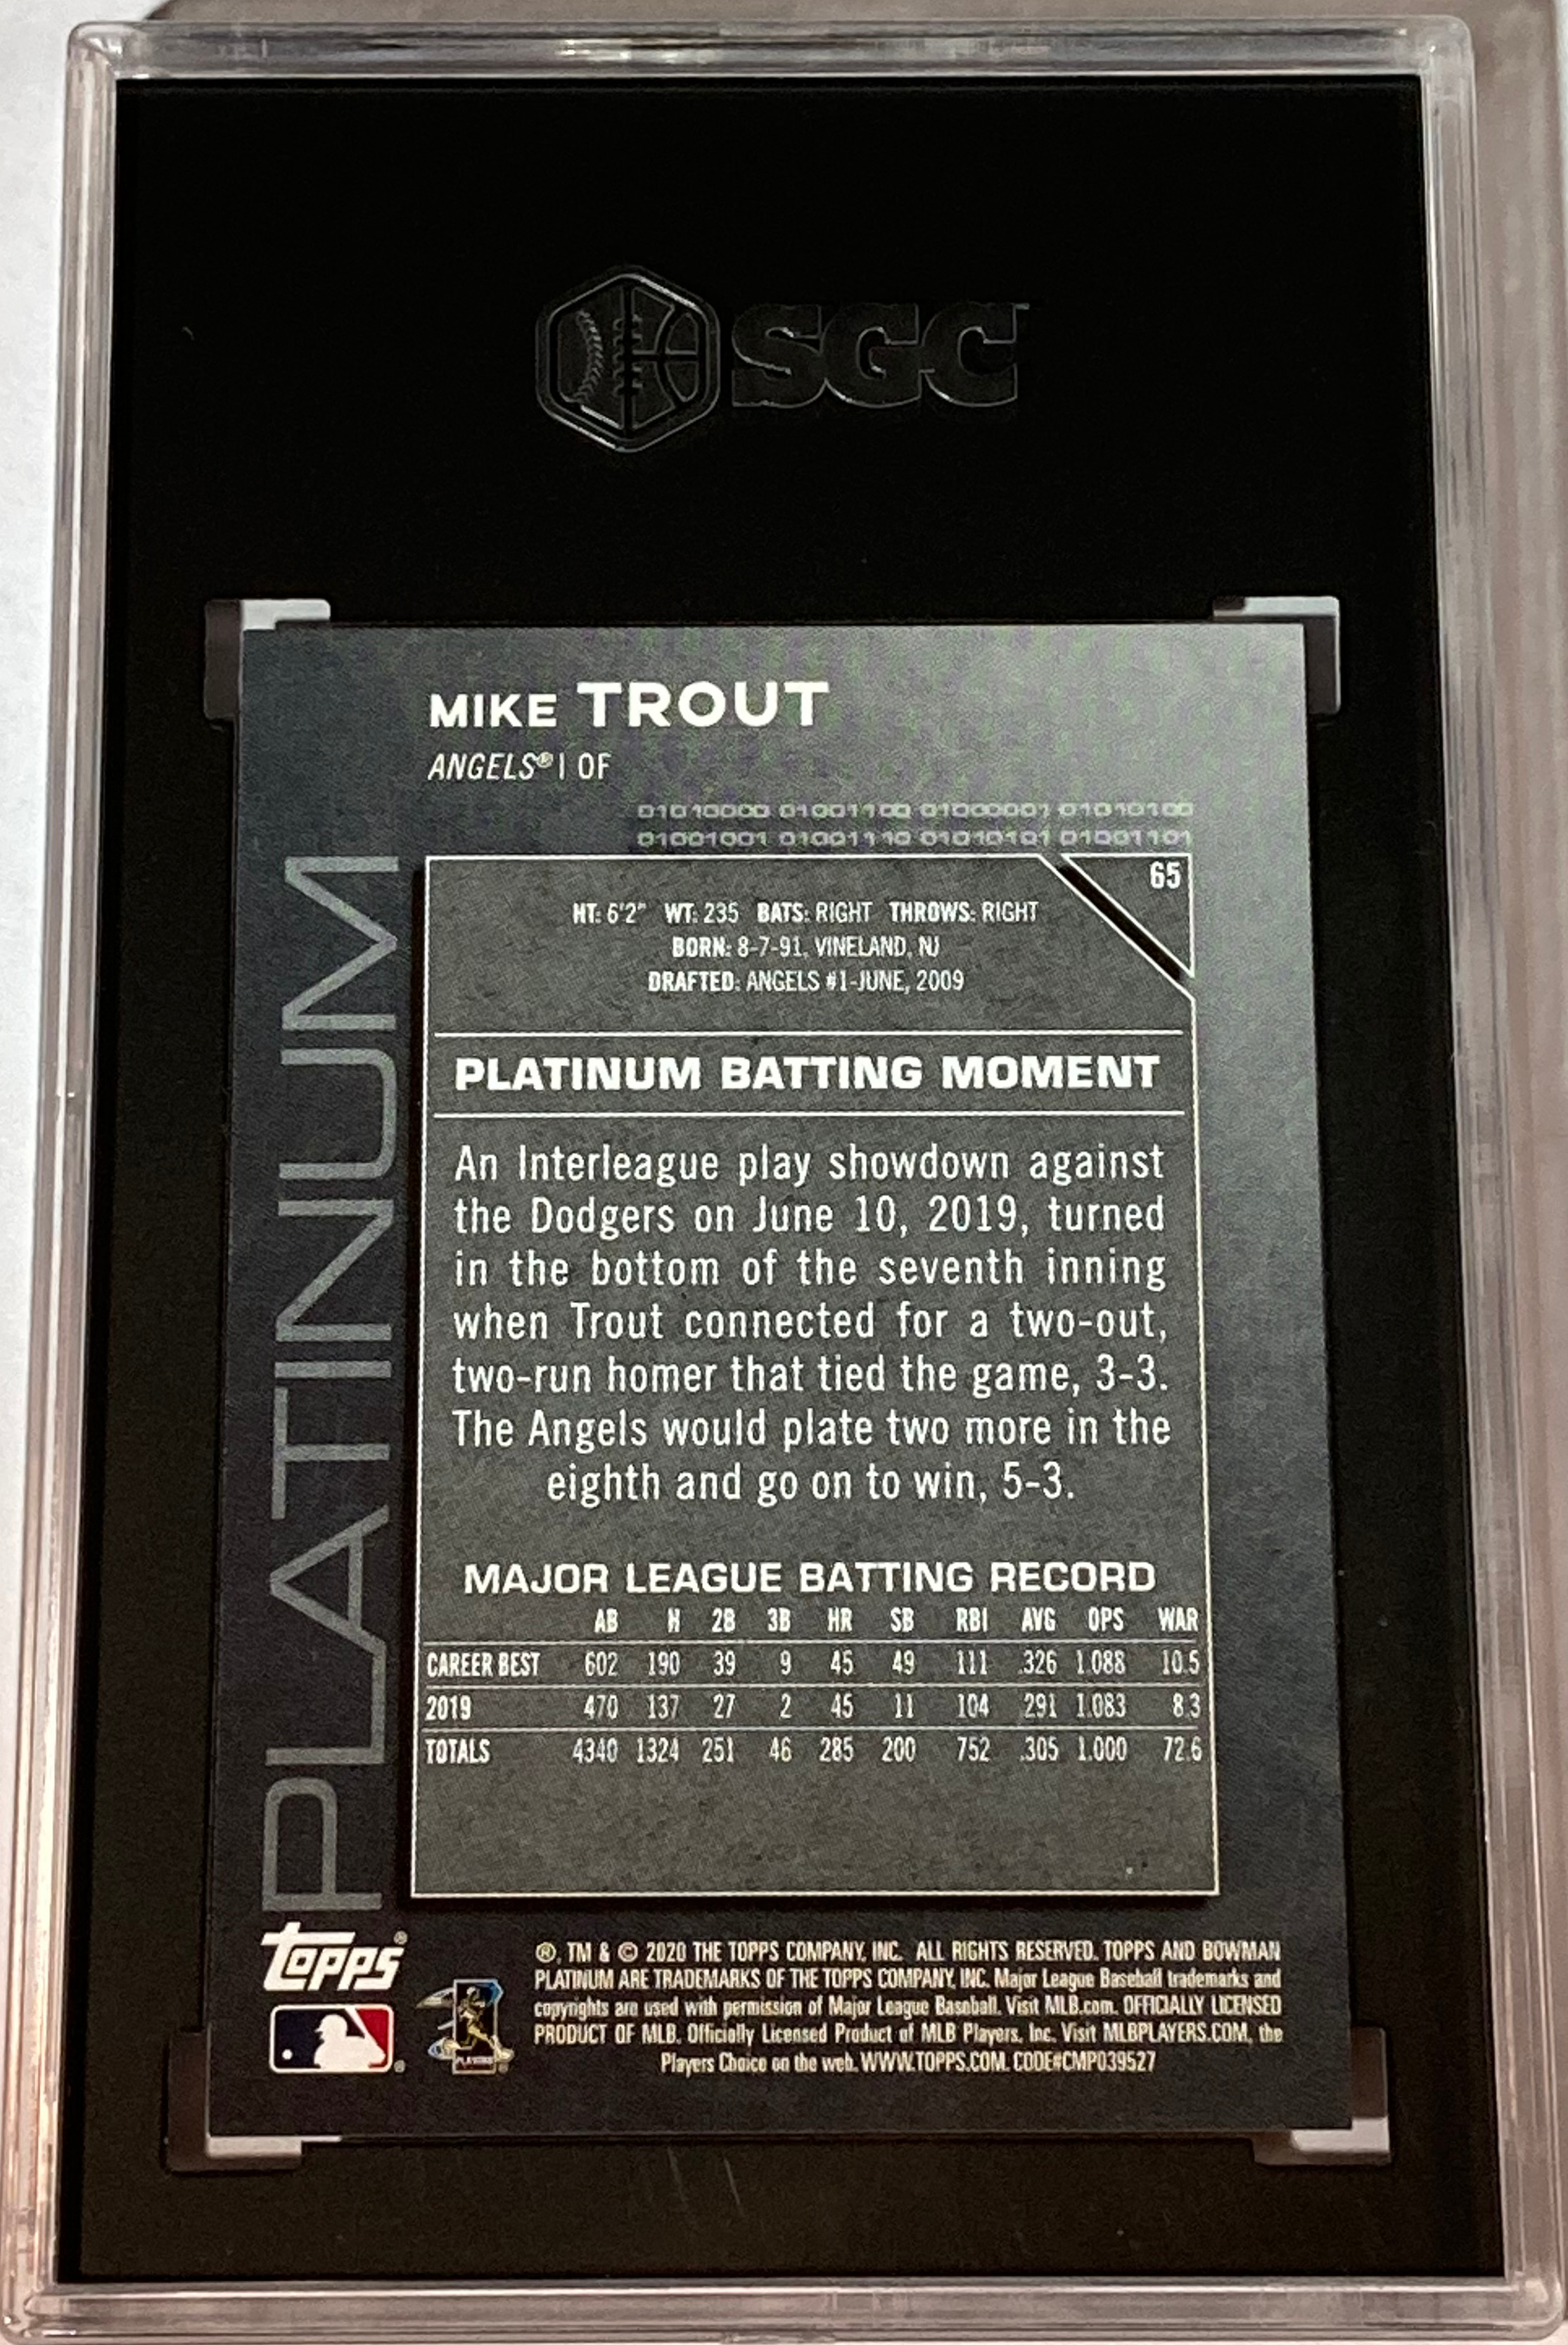 SGC
MIKE TROUT
ANGELS® | OF
01010000 01001100 01000001 01010100
01001001 01001110 01010101 01001101
65
HT: 6'2" WT: 235 BATS: RIGHT THROWS: RIGHT
BORN: 8-7-91, VINELAND, NJ
DRAFTED: ANGELS #1-JUNE, 2009
PLATINUM
PLATINUM BATTING MOMENT
An Interleague play showdown against
the Dodgers on June 10, 2019, turned
in the bottom of the seventh inning
when Trout connected for a two-out,
two-run homer that tied the game, 3-3.
The Angels would plate two more in the
eighth and go on to win, 5-3.
MAJOR LEAGUE BATTING RECORD
AB H 2B 3B HR SB RBI AVG OPS WAR
CAREER BEST 602 190 39 9 45 49 111 .326 1.088 10.5
2019 470 137 27 2 45 11 104 .291 1.083 8.3
TOTALS 4340 1324 251 46 285 200 752 .305 1.000 72.6
topps®
®, TM & © 2020 THE TOPPS COMPANY, INC. ALL RIGHTS RESERVED. TOPPS AND BOWMAN
PLATINUM ARE TRADEMARKS OF THE TOPPS COMPANY, INC. Major League Baseball trademarks and
copyrights are used with permission of Major League Baseball. Visit MLB.com. OFFICIALLY LICENSED
PRODUCT OF MLB. Officially Licensed Product of MLB Players, Inc. Visit MLBPLAYERS.COM, the
Players Choice on the web. WWW.TOPPS.COM. CODE#CMP039527
PLAYERS